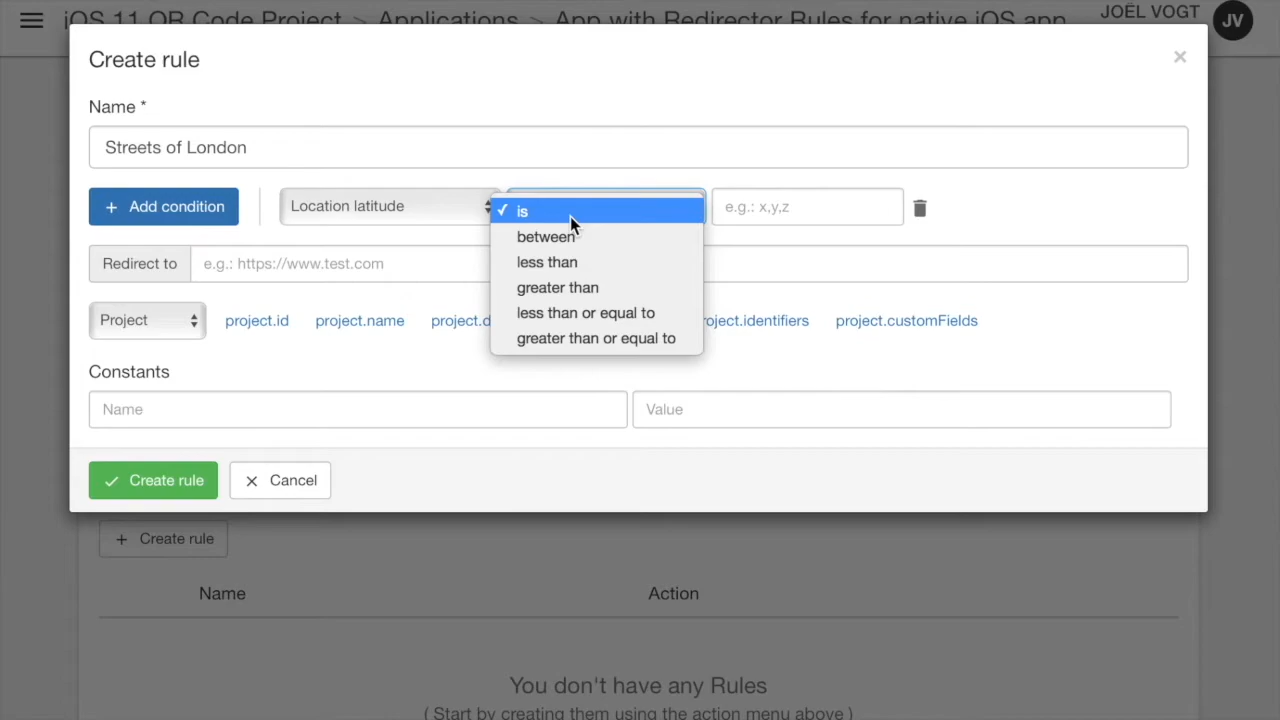 iOS 11 QR Code Project > Applications > App with Redirector Rules for native iOS app
JOËL VOGT
JV
Create rule
×
Name *
Streets of London
+ Add condition
Location latitude
✓ is
e.g.: x,y,z
between
less than
greater than
less than or equal to
greater than or equal to
Redirect to
e.g.: https://www.test.com
Project
project.id
project.name
project.d
roject.identifiers
project.customFields
Constants
Name
Value
✓ Create rule
× Cancel
+ Create rule
Name
Action
You don't have any Rules
( Start by creating them using the action menu above )